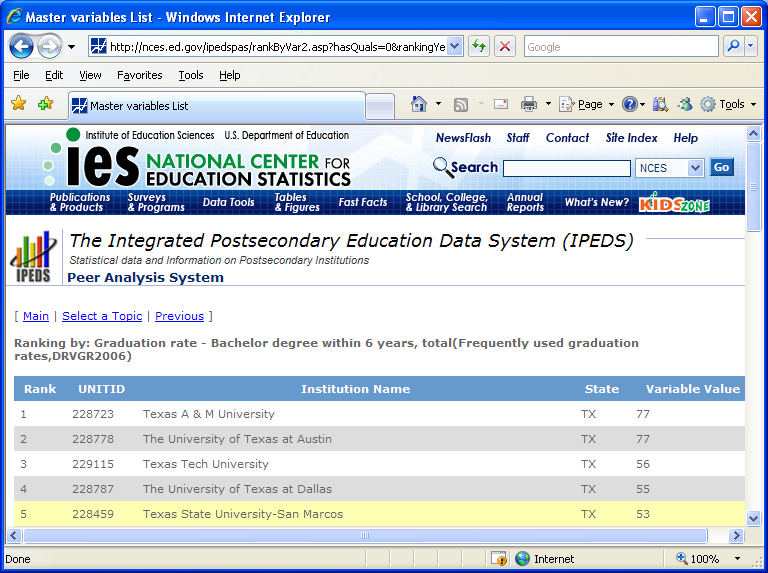 Master variables List - Windows Internet Explorer
http://nces.ed.gov/ipedspas/rankByVar2.asp?hasQuals=0&rankingYe
Google
File Edit View Favorites Tools Help
Master variables List
Page Tools
Institute of Education Sciences U.S. Department of Education
NewsFlash Staff Contact Site Index Help
ies NATIONAL CENTER FOR
EDUCATION STATISTICS
Search NCES Go
Publications & Products
Surveys & Programs
Data Tools
Tables & Figures
Fast Facts
School, College, & Library Search
Annual Reports
What's New?
KIDSZONE
IPEDS
The Integrated Postsecondary Education Data System (IPEDS)
Statistical data and Information on Postsecondary Institutions
Peer Analysis System
[ Main | Select a Topic | Previous ]
Ranking by: Graduation rate - Bachelor degree within 6 years, total(Frequently used graduation
rates,DRVGR2006)
Rank UNITID Institution Name State Variable Value
1 228723 Texas A & M University TX 77
2 228778 The University of Texas at Austin TX 77
3 229115 Texas Tech University TX 56
4 228787 The University of Texas at Dallas TX 55
5 228459 Texas State University-San Marcos TX 53
Done Internet 100%